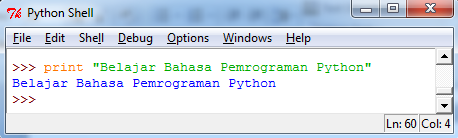 Python Shell
File Edit Shell Debug Options Windows Help
>>> print "Belajar Bahasa Pemrograman Python"
Belajar Bahasa Pemrograman Python
>>>
Ln: 60 Col: 4